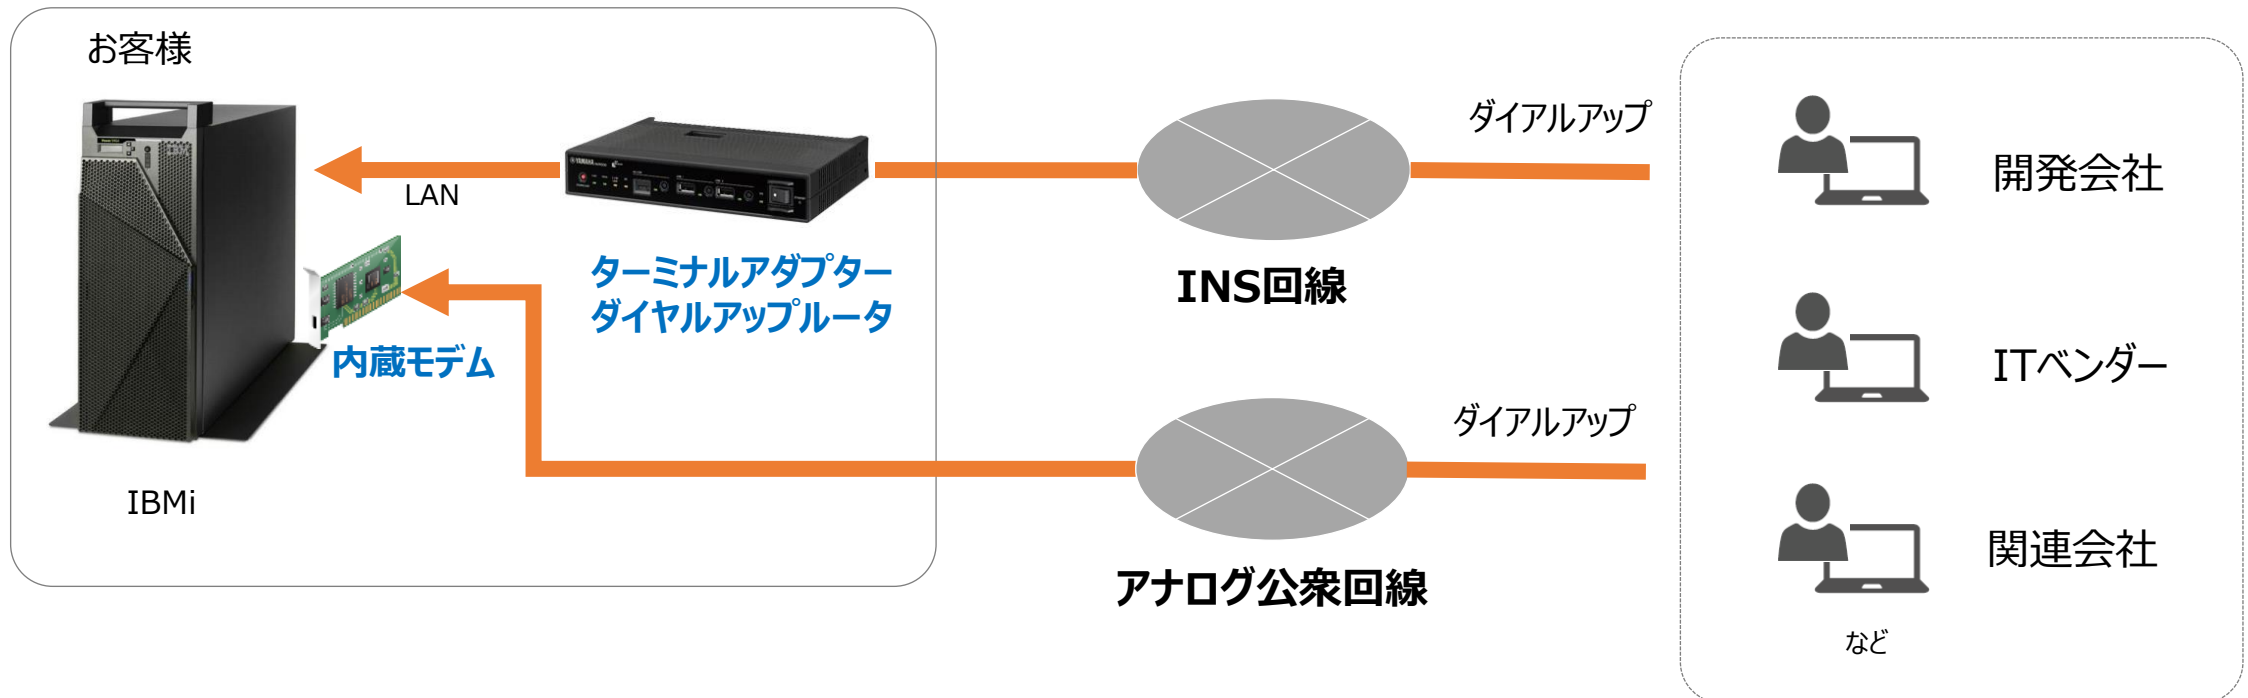 お客様
ダイアルアップ
開発会社
LAN
YAMAHA
ターミナルアダプター
ダイヤルアップルータ
INS回線
内蔵モデム
ITベンダー
ダイアルアップ
IBMi
関連会社
アナログ公衆回線
など